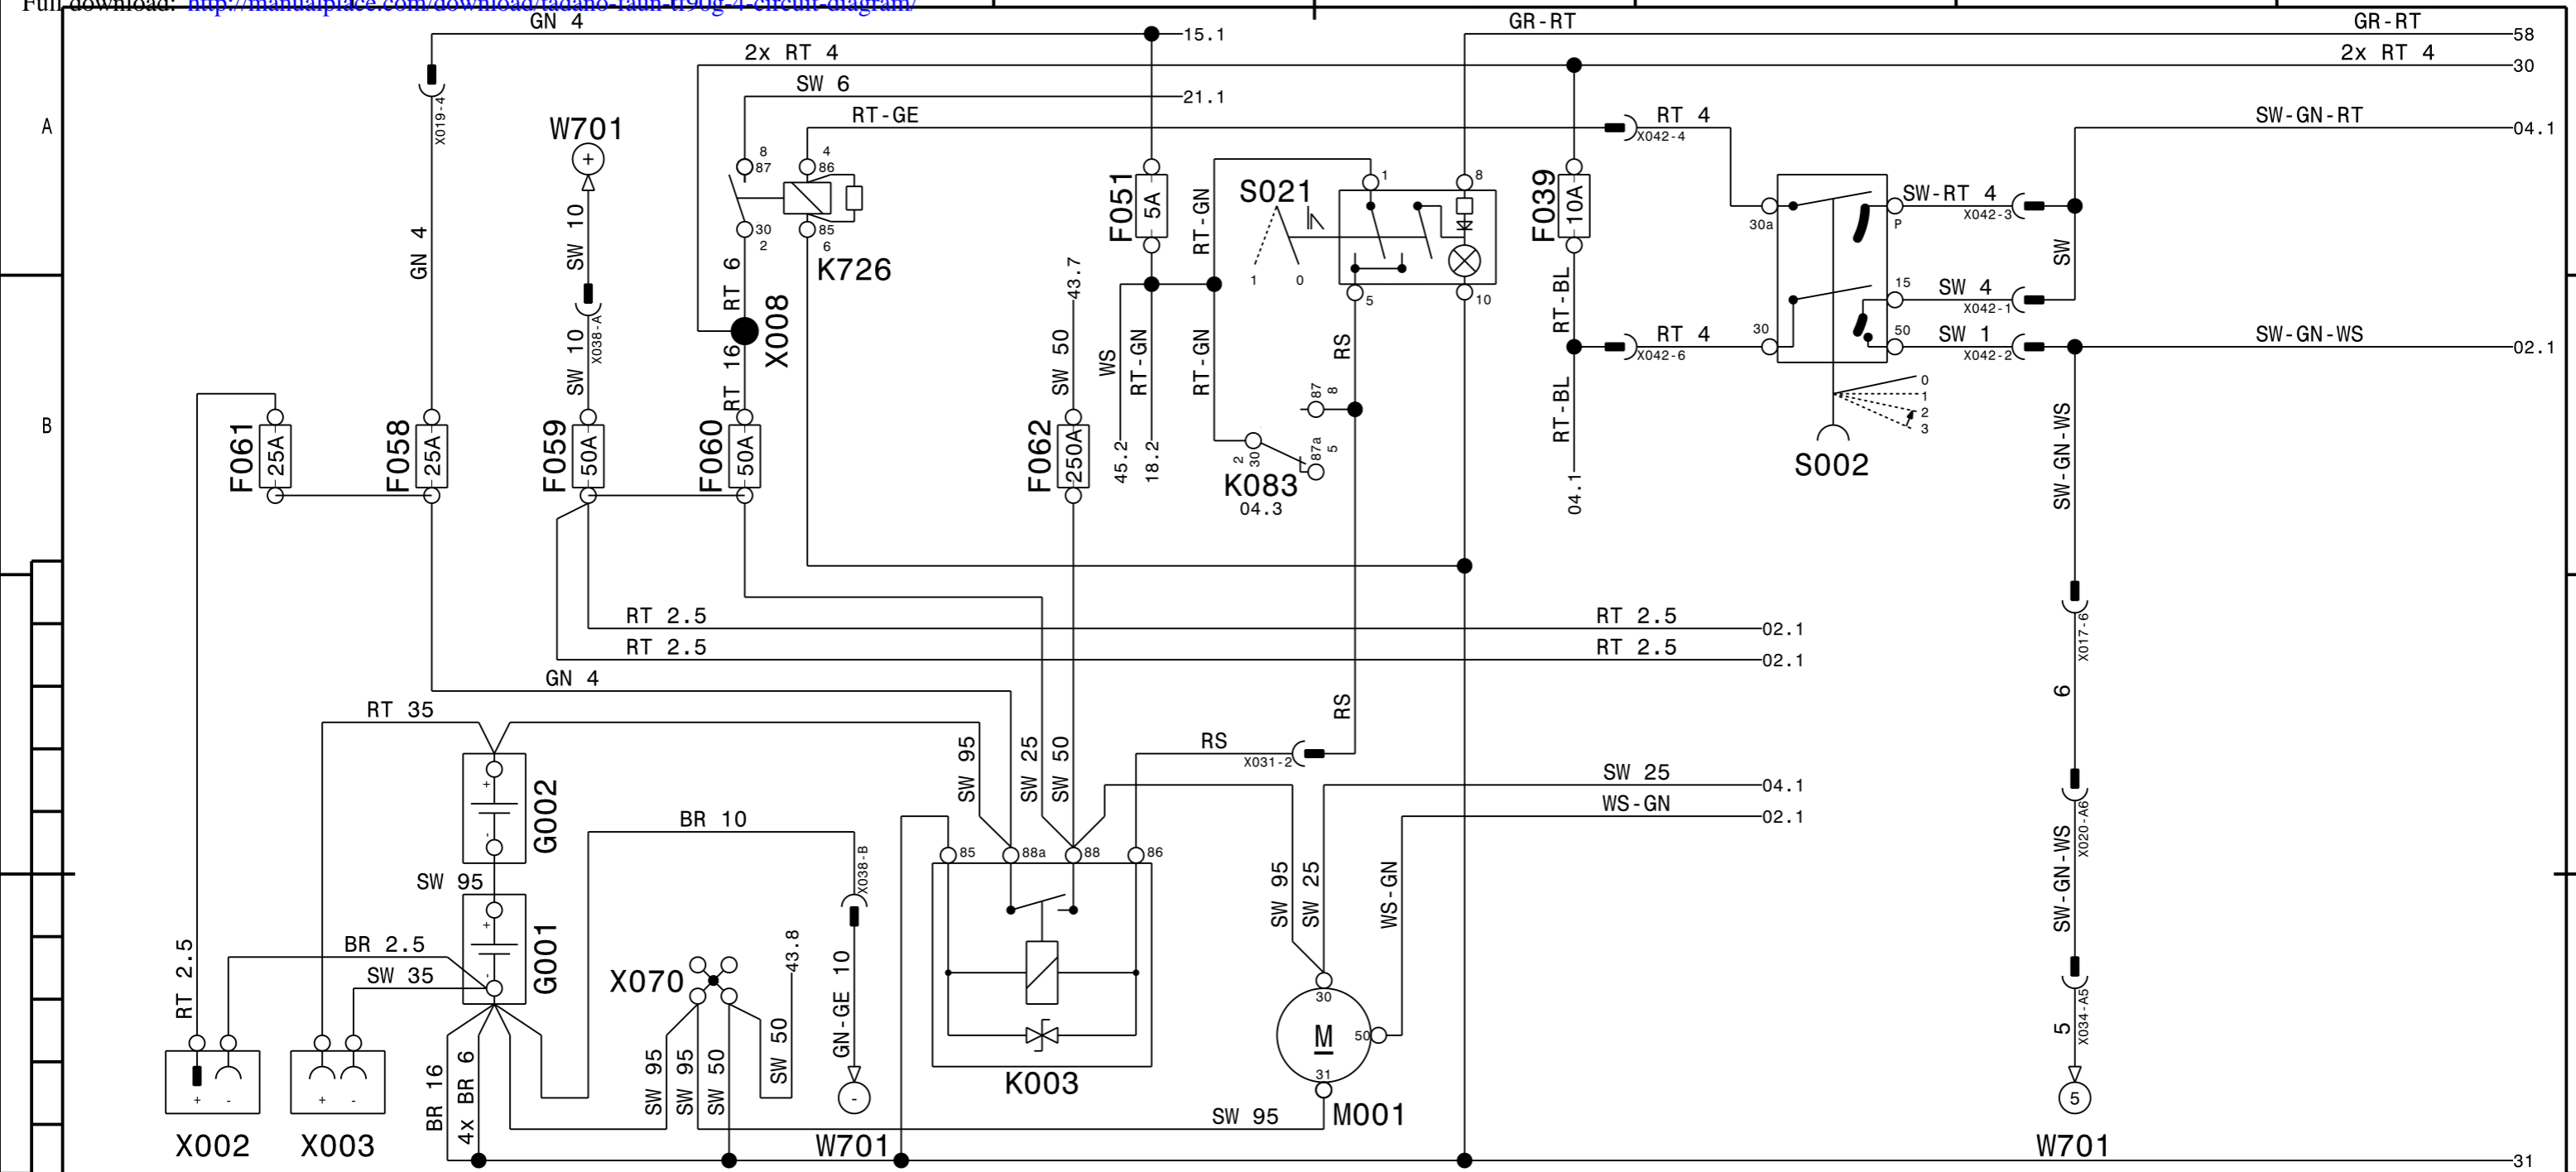 Full download: http://manualplace.com/download/tadano-faun-tl90g-4-circuit-diagram/
GN 4
15.1
GR-RT
GR-RT
58
2x RT 4
2x RT 4
30
SW 6
21.1
RT-GE
RT 4
X042-4
SW-GN-RT
04.1
A
X019-4
W701
+
8
87
4
86
30
2
85
6
K726
F051
5A
RT-GN
S021
1
0
1
8
5
10
F039
10A
30a
SW-RT 4
P
X042-3
SW
GN 4
SW 10
RT 6
X008
43.7
RT-BL
15
SW 4
X042-1
X038-A
SW 10
RT 16
SW 50
WS
RT-GN
RT-GN
RS
RT 4
X042-6
30
50
SW 1
X042-2
SW-GN-WS
02.1
0
1
2
3
S002
B
F061
25A
F058
25A
F059
50A
F060
50A
F062
250A
45.2
18.2
87
8
2
30
87a
5
K083
04.3
RT-BL
04.1
SW-GN-WS
RT 2.5
RT 2.5
02.1
RT 2.5
RT 2.5
02.1
X017-6
GN 4
6
RT 35
SW 95
SW 25
SW 50
RS
RS
X031-2
SW 25
04.1
WS-GN
02.1
X020-A6
+
-
G002
BR 10
X038-B
85
88a
88
86
SW 95
SW 95
SW 25
WS-GN
SW-GN-WS
+
-
G001
BR 2.5
SW 35
RT 2.5
X070
43.8
GN-GE 10
30
M
50
31
M001
5
X034-A5
BR 16
4x BR 6
SW 95
SW 95
SW 50
SW 50
K003
SW 95
+
-
+
-
-
5
X002
X003
W701
W701
31